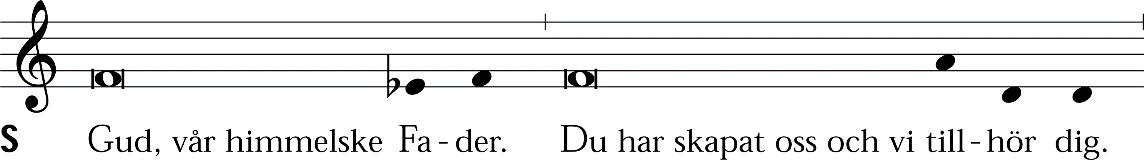 S Gud, vår himmelske Fa-der. Du har skapat oss och vi till-hör dig.